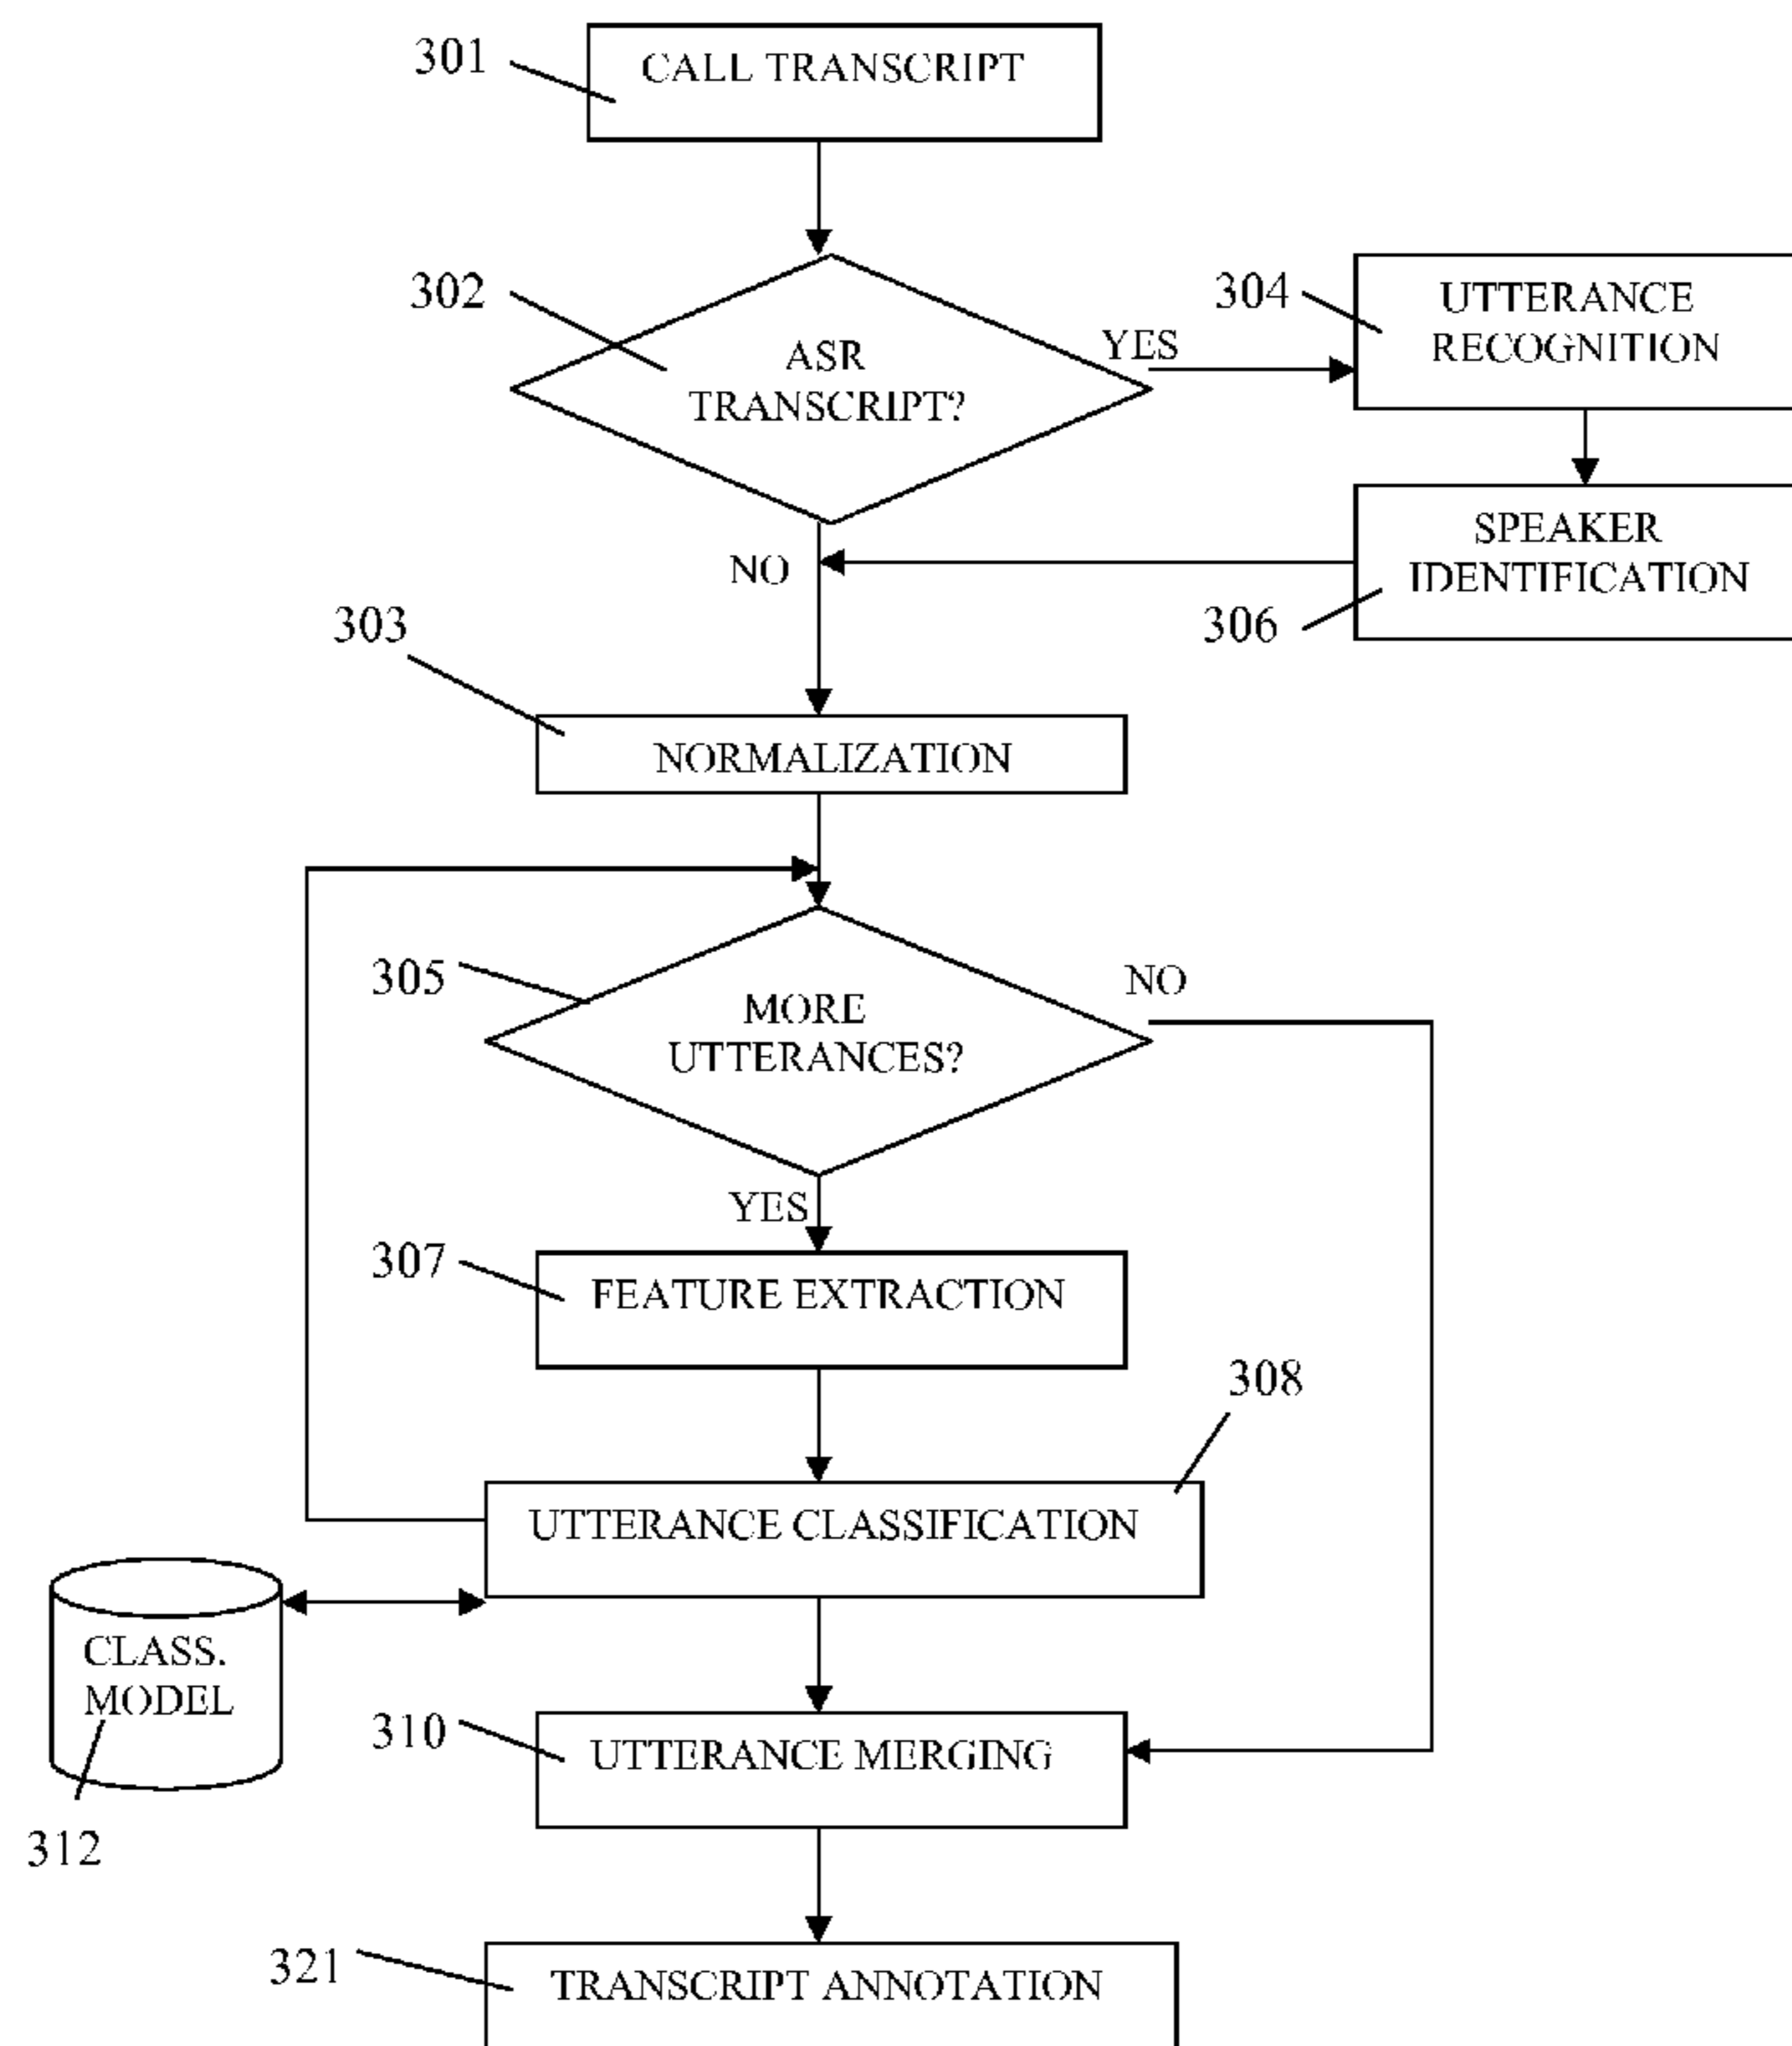 301
CALL TRANSCRIPT
302
ASR
TRANSCRIPT?
YES
304
UTTERANCE
RECOGNITION
NO
SPEAKER
IDENTIFICATION
306
303
NORMALIZATION
305
MORE
UTTERANCES?
NO
YES
307
FEATURE EXTRACTION
308
UTTERANCE CLASSIFICATION
CLASS.
MODEL
312
310
UTTERANCE MERGING
321
TRANSCRIPT ANNOTATION